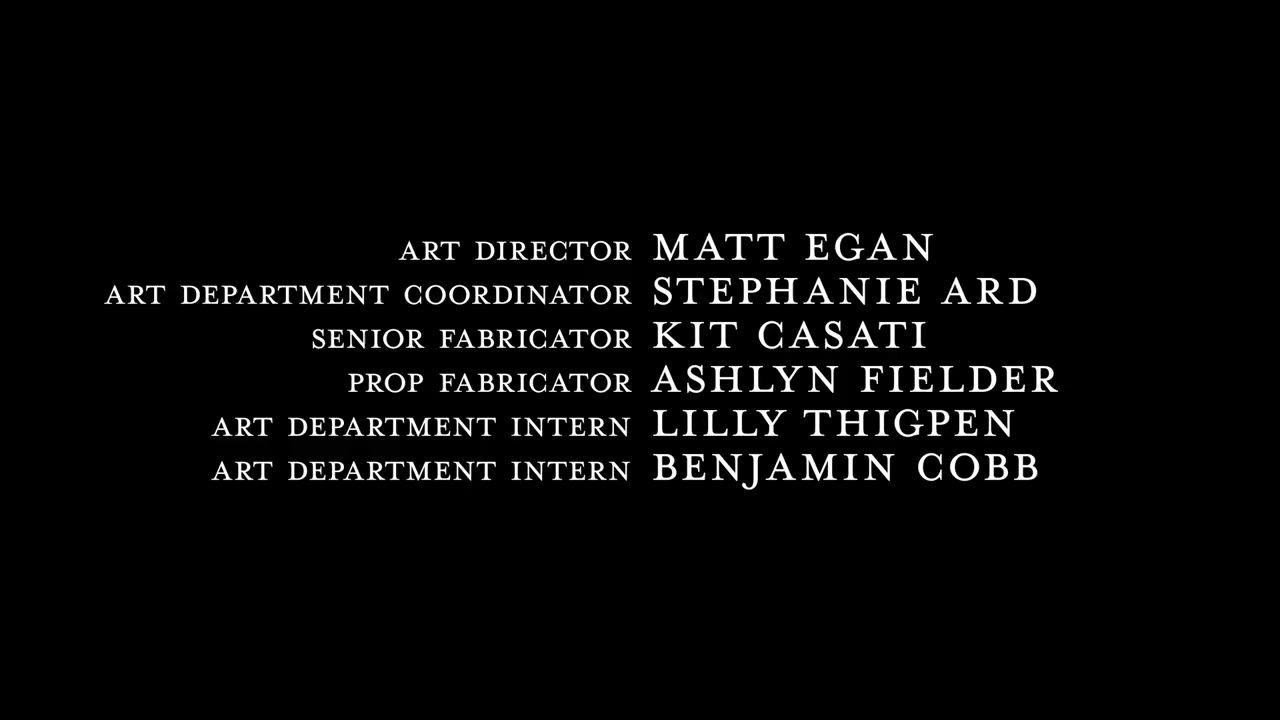 ART DIRECTOR MATT EGAN
ART DEPARTMENT COORDINATOR STEPHANIE ARD
SENIOR FABRICATOR KIT CASATI
PROP FABRICATOR ASHLYN FIELDER
ART DEPARTMENT INTERN LILLY THIGPEN
ART DEPARTMENT INTERN BENJAMIN COBB